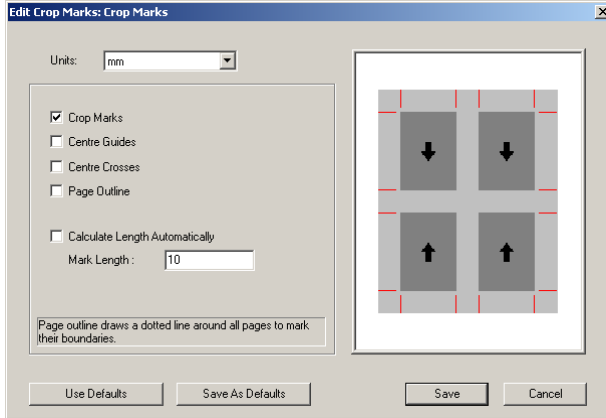 Edit Crop Marks: Crop Marks
Units: mm
Crop Marks
Centre Guides
Centre Crosses
Page Outline
Calculate Length Automatically
Mark Length : 10
Page outline draws a dotted line around all pages to mark
their boundaries.
Use Defaults Save As Defaults Save Cancel